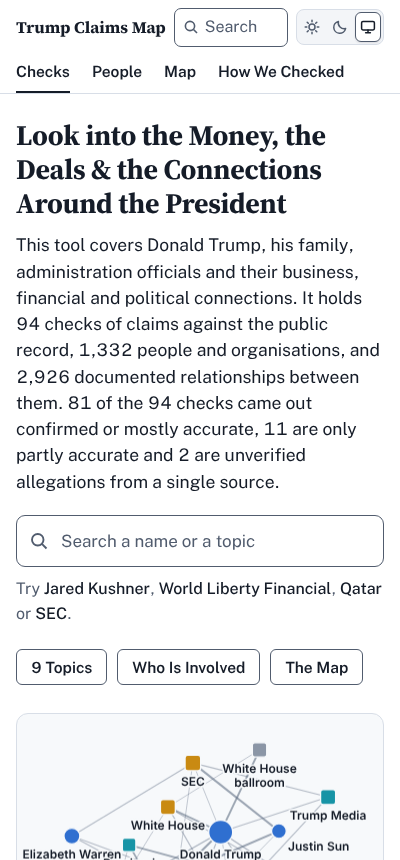 Trump Claims Map
Search
Checks People Map How We Checked
Look into the Money, the
Deals & the Connections
Around the President
This tool covers Donald Trump, his family,
administration officials and their business,
financial and political connections. It holds
94 checks of claims against the public
record, 1,332 people and organisations, and
2,926 documented relationships between
them. 81 of the 94 checks came out
confirmed or mostly accurate, 11 are only
partly accurate and 2 are unverified
allegations from a single source.
Search a name or a topic
Try Jared Kushner, World Liberty Financial, Qatar
or SEC.
9 Topics Who Is Involved The Map
SEC
White House
ballroom
Trump Media
White House
Justin Sun
Elizabeth Warren
Donald Trump